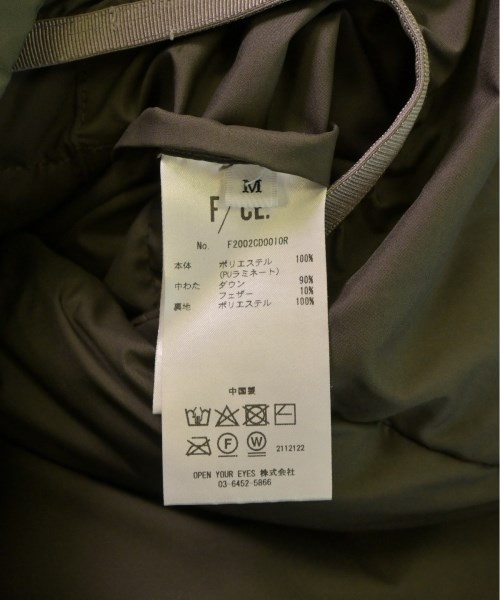 M
F/CE.
No. F2002CD0010R
本体 ポリエステル 100%
(PUラミネート)
中わた ダウン 90%
フェザー 10%
裏地 ポリエステル 100%
中国製
F W 2112122
OPEN YOUR EYES 株式会社
03-6452-5866